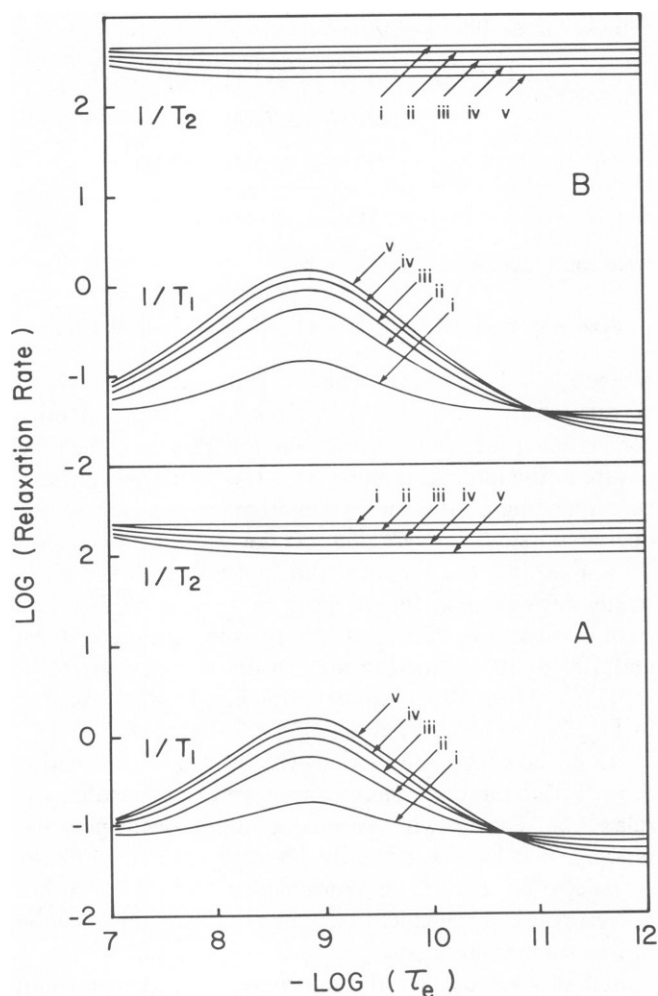 LOG (Relaxation Rate)
2
1
0
-1
-2
2
1
0
-1
-2
1/T2
i ii iii iv v
B
1/T1
v
iv
iii
ii
i
i ii iii iv v
1/T2
A
1/T1
v
iv
iii
ii
i
7 8 9 10 11 12
-LOG (τe)